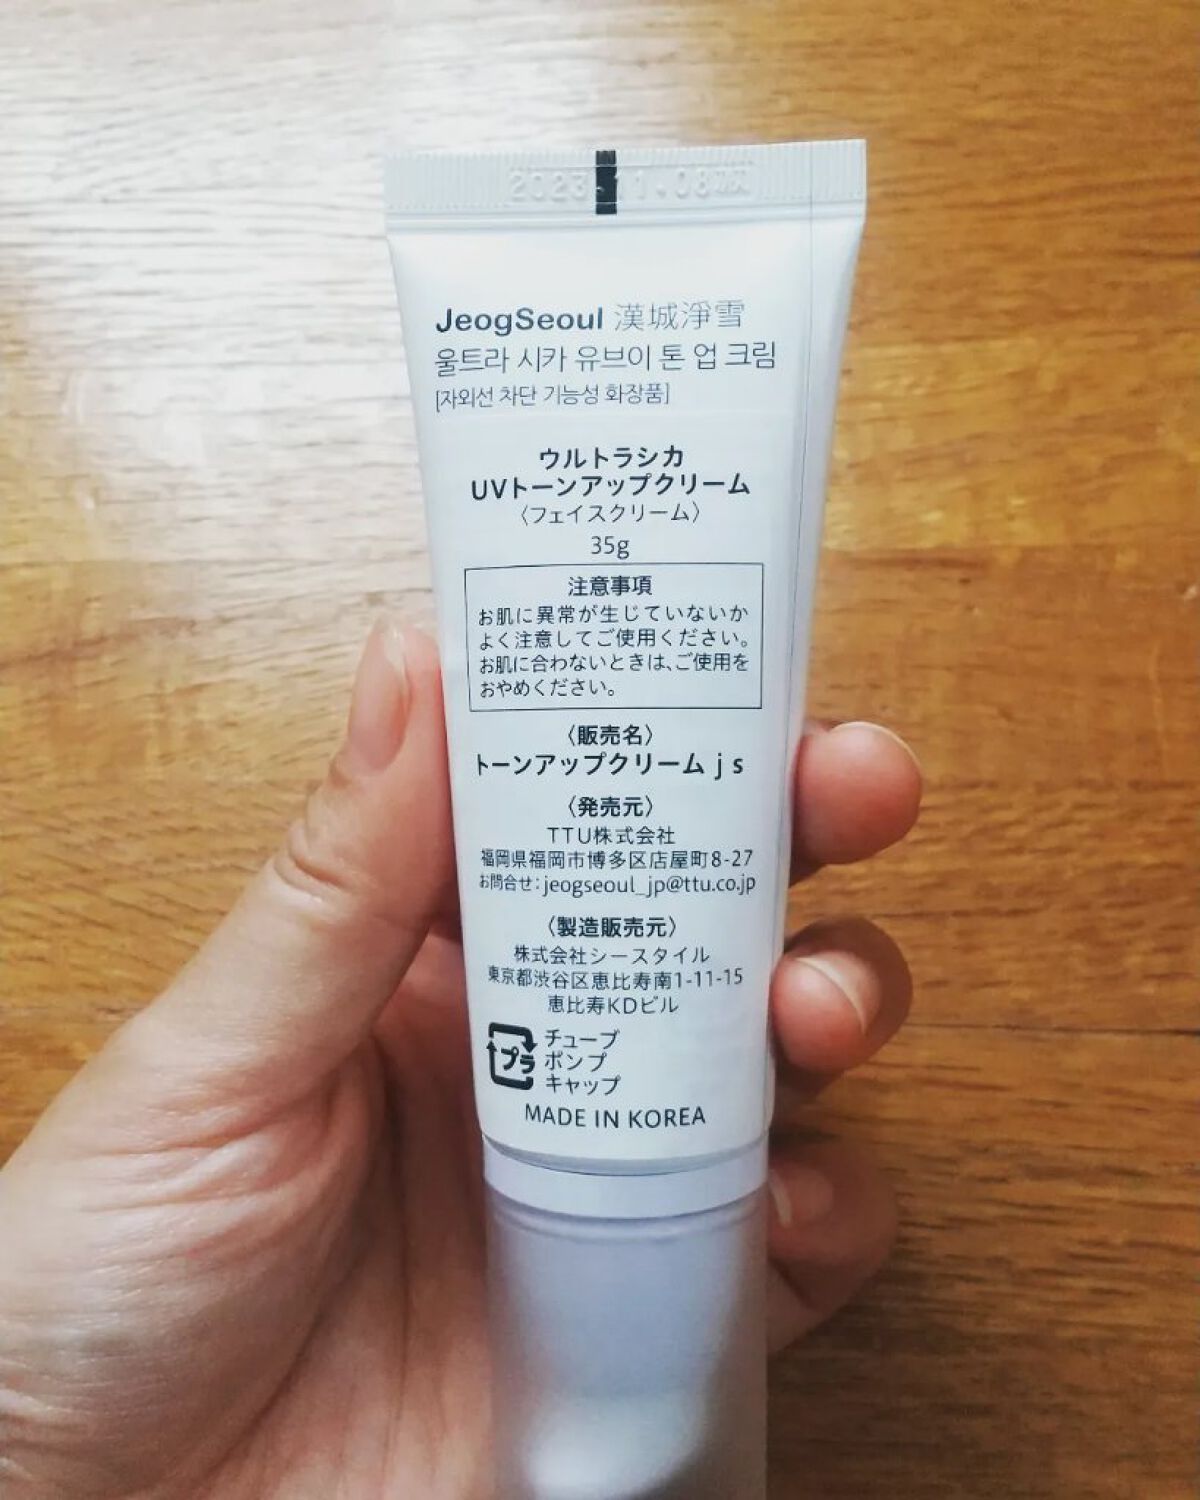 2023.11.08까지
JeogSeoul 漢城淨雪
울트라 시카 유브이 톤 업 크림
[자외선 차단 기능성 화장품]
ウルトラシカ
UVトーンアップクリーム
〈フェイスクリーム〉
35g
注意事項
お肌に異常が生じていないか
よく注意してご使用ください。
お肌に合わないときは、ご使用を
おやめください。
〈販売名〉
トーンアップクリームｊｓ
〈発売元〉
TTU株式会社
福岡県福岡市博多区店屋町8-27
お問合せ：jeogseoul_jp@ttu.co.jp
〈製造販売元〉
株式会社シースタイル
東京都渋谷区恵比寿南1-11-15
恵比寿KDビル
プラ チューブ
ポンプ
キャップ
MADE IN KOREA